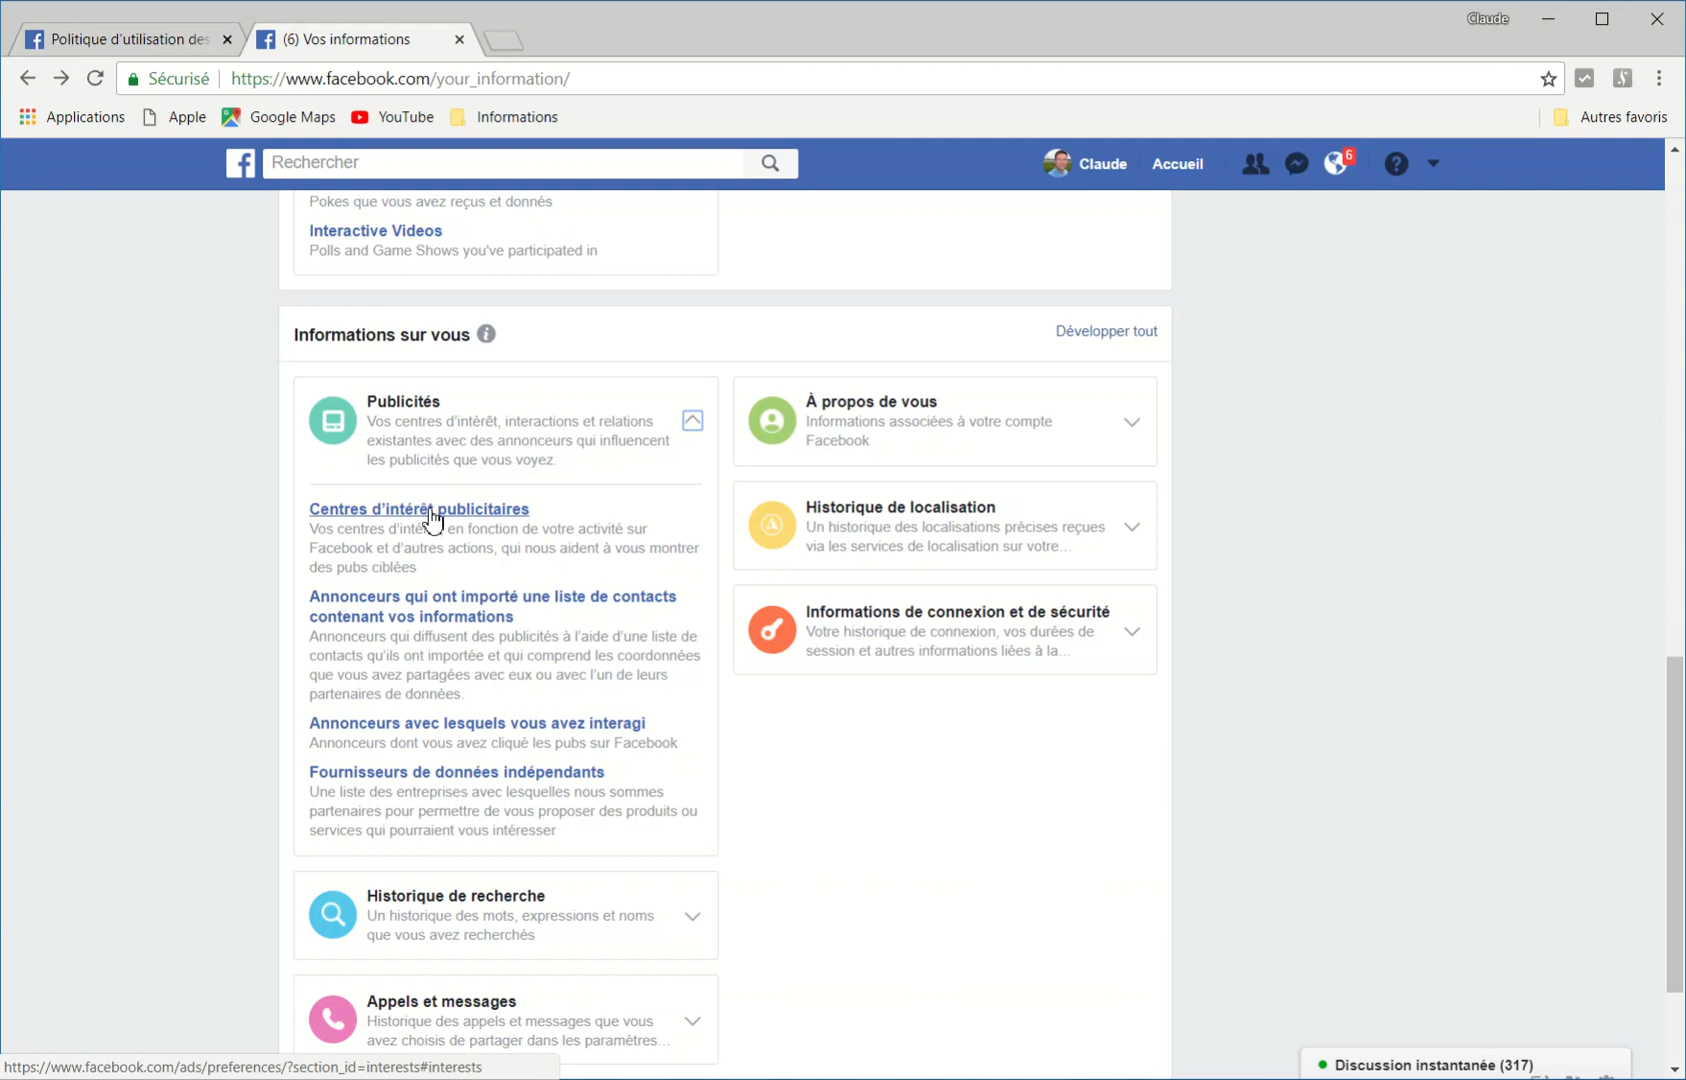 Claude
Politique d'utilisation des
(6) Vos informations
Sécurisé
https://www.facebook.com/your_information/
Applications
Apple
Google Maps
YouTube
Informations
Autres favoris
Rechercher
Claude
Accueil
6
Pokes que vous avez reçus et donnés
Interactive Videos
Polls and Game Shows you've participated in
Informations sur vous
Développer tout
Publicités
Vos centres d'intérêt, interactions et relations
existantes avec des annonceurs qui influencent
les publicités que vous voyez.
Centres d'intérêt publicitaires
Vos centres d'intérêt en fonction de votre activité sur
Facebook et d'autres actions, qui nous aident à vous montrer
des pubs ciblées
Annonceurs qui ont importé une liste de contacts
contenant vos informations
Annonceurs qui diffusent des publicités à l'aide d'une liste de
contacts qu'ils ont importée et qui comprend les coordonnées
que vous avez partagées avec eux ou avec l'un de leurs
partenaires de données.
Annonceurs avec lesquels vous avez interagi
Annonceurs dont vous avez cliqué les pubs sur Facebook
Fournisseurs de données indépendants
Une liste des entreprises avec lesquelles nous sommes
partenaires pour permettre de vous proposer des produits ou
services qui pourraient vous intéresser
Historique de recherche
Un historique des mots, expressions et noms
que vous avez recherchés
Appels et messages
Historique des appels et messages que vous
avez choisis de partager dans les paramètres...
À propos de vous
Informations associées à votre compte
Facebook
Historique de localisation
Un historique des localisations précises reçues
via les services de localisation sur votre...
Informations de connexion et de sécurité
Votre historique de connexion, vos durées de
session et autres informations liées à la...
https://www.facebook.com/ads/preferences/?section_id=interests#interests
Discussion instantanée (317)